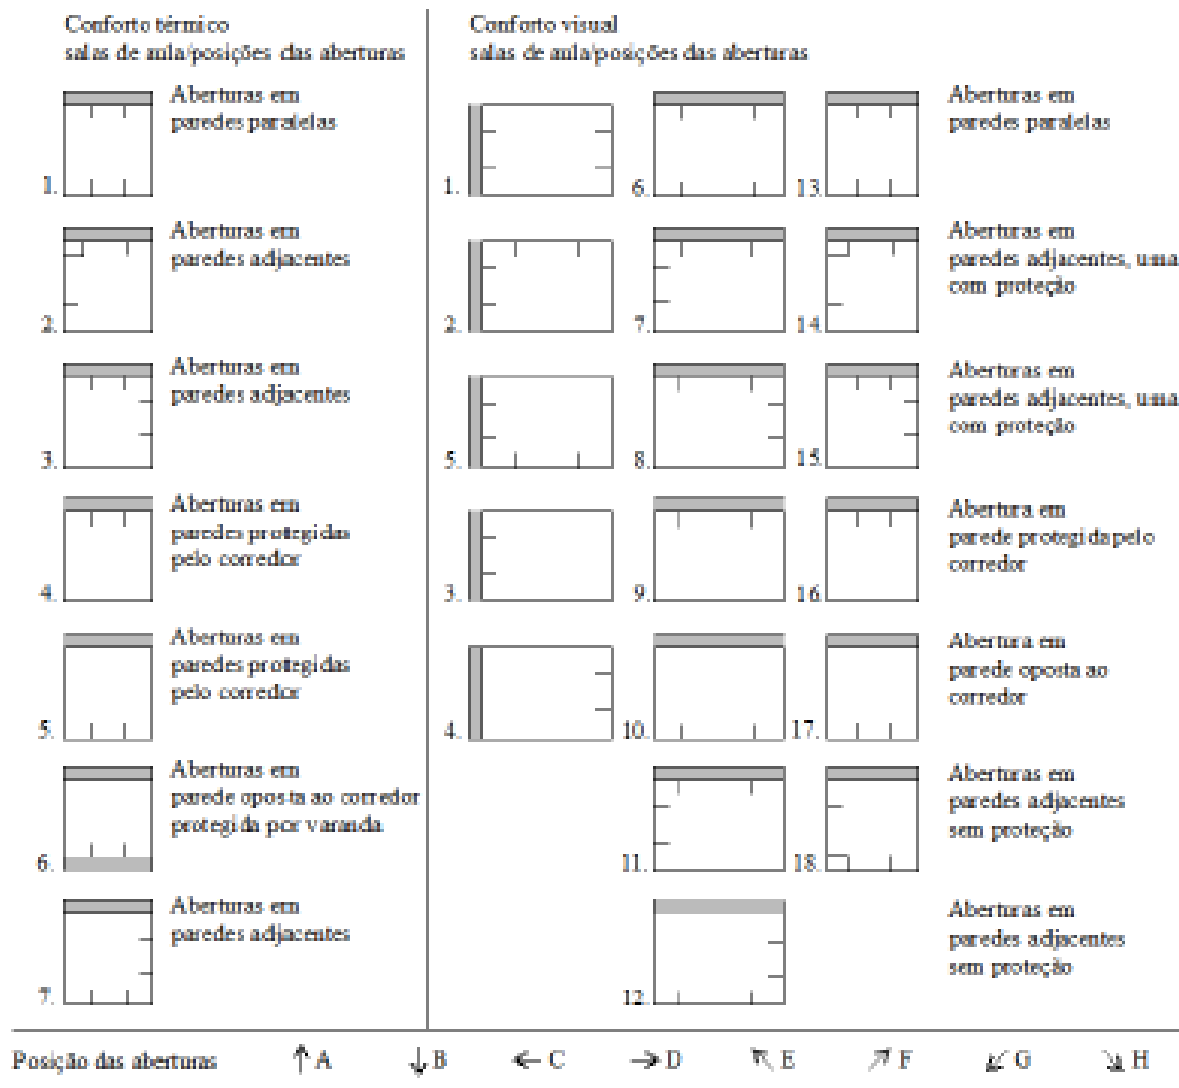 Conforto térmico
salas de aula/posições das aberturas
Aberturas em
paredes paralelas
1.
Aberturas em
paredes adjacentes
2.
Aberturas em
paredes adjacentes
3.
Aberturas em
paredes protegidas
pelo corredor
4.
Aberturas em
paredes protegidas
pelo corredor
5.
Aberturas em
parede oposta ao corredor
protegida por varanda
6.
Aberturas em
paredes adjacentes
7.
Conforto visual
salas de aula/posições das aberturas
Aberturas em
paredes paralelas
1. 6. 13.
Aberturas em
paredes adjacentes, uma
com proteção
2. 7. 14.
Aberturas em
paredes adjacentes, uma
com proteção
5. 8. 15.
Abertura em
parede protegida pelo
corredor
3. 9. 16.
Abertura em
parede oposta ao
corredor
4. 10. 17.
Aberturas em
paredes adjacentes
sem proteção
11. 18.
Aberturas em
paredes adjacentes
sem proteção
12.
Posição das aberturas ↑ A ↓ B ← C → D ↖ E ↗ F ↙ G ↘ H